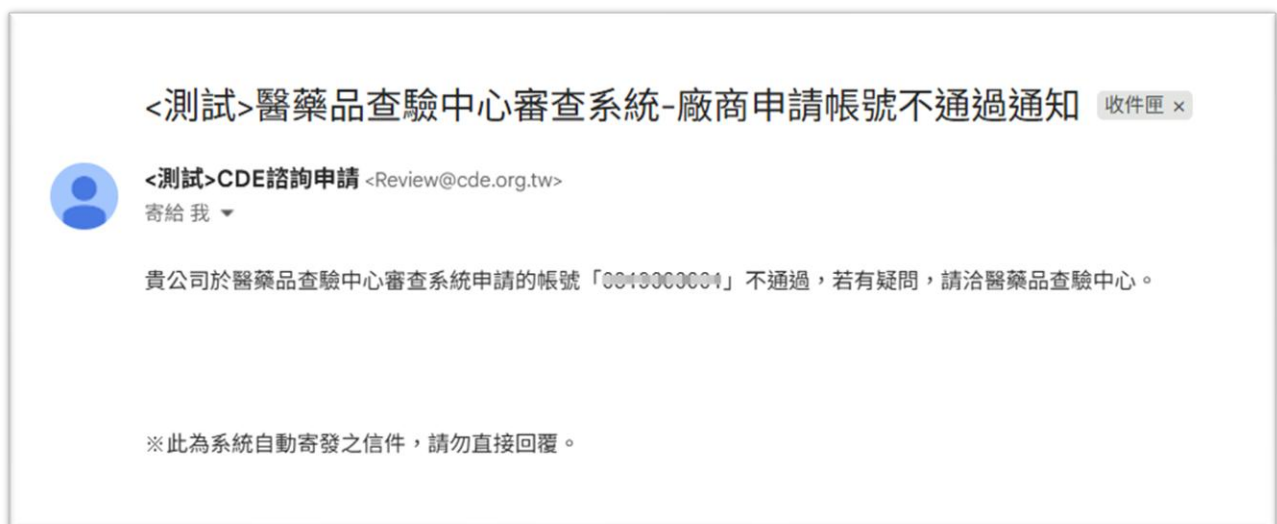 <測試>醫藥品查驗中心審查系統-廠商申請帳號不通過通知 收件匣 ×
<測試>CDE諮詢申請 <Review@cde.org.tw>
寄給 我
貴公司於醫藥品查驗中心審查系統申請的帳號「」不通過，若有疑問，請洽醫藥品查驗中心。
※此為系統自動寄發之信件，請勿直接回覆。